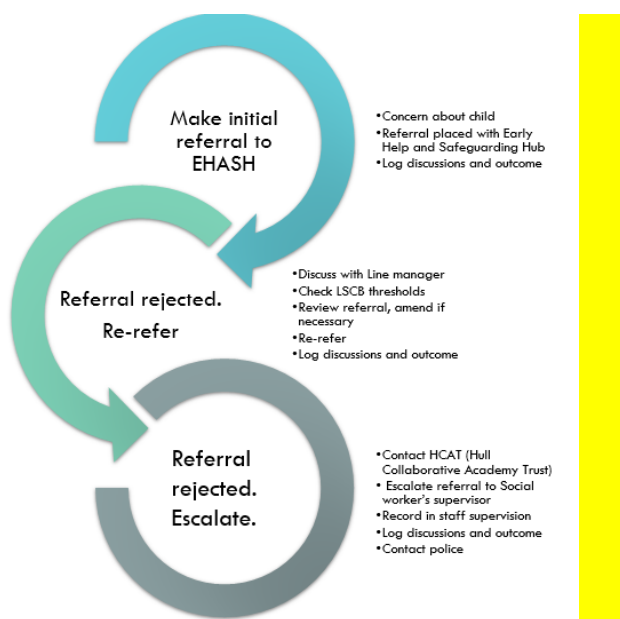 Make initial
referral to
EHASH
•Concern about child
•Referral placed with Early
Help and Safeguarding Hub
•Log discussions and outcome
Referral rejected.
Re-refer
•Discuss with Line manager
•Check LSCB thresholds
•Review referral, amend if
necessary
•Re-refer
•Log discussions and outcome
Referral
rejected.
Escalate.
•Contact HCAT (Hull
Collaborative Academy Trust)
• Escalate referral to Social
worker's supervisor
•Record in staff supervision
•Log discussions and outcome
•Contact police